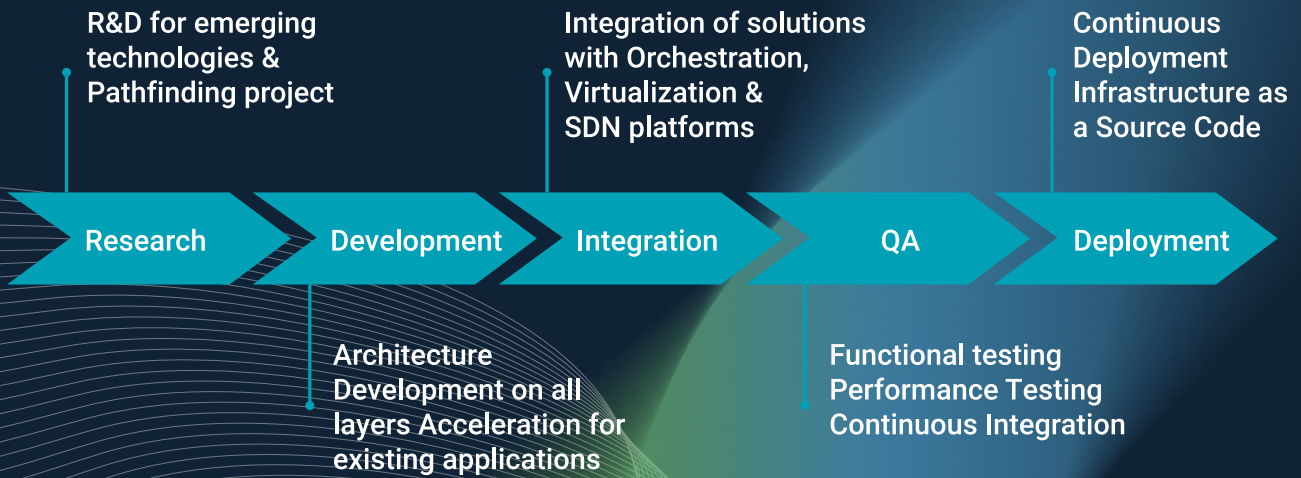 R&D for emerging
technologies &
Pathfinding project
Integration of solutions
with Orchestration,
Virtualization &
SDN platforms
Continuous
Deployment
Infrastructure as
a Source Code
Research
Development
Integration
QA
Deployment
Architecture
Development on all
layers Acceleration for
existing applications
Functional testing
Performance Testing
Continuous Integration